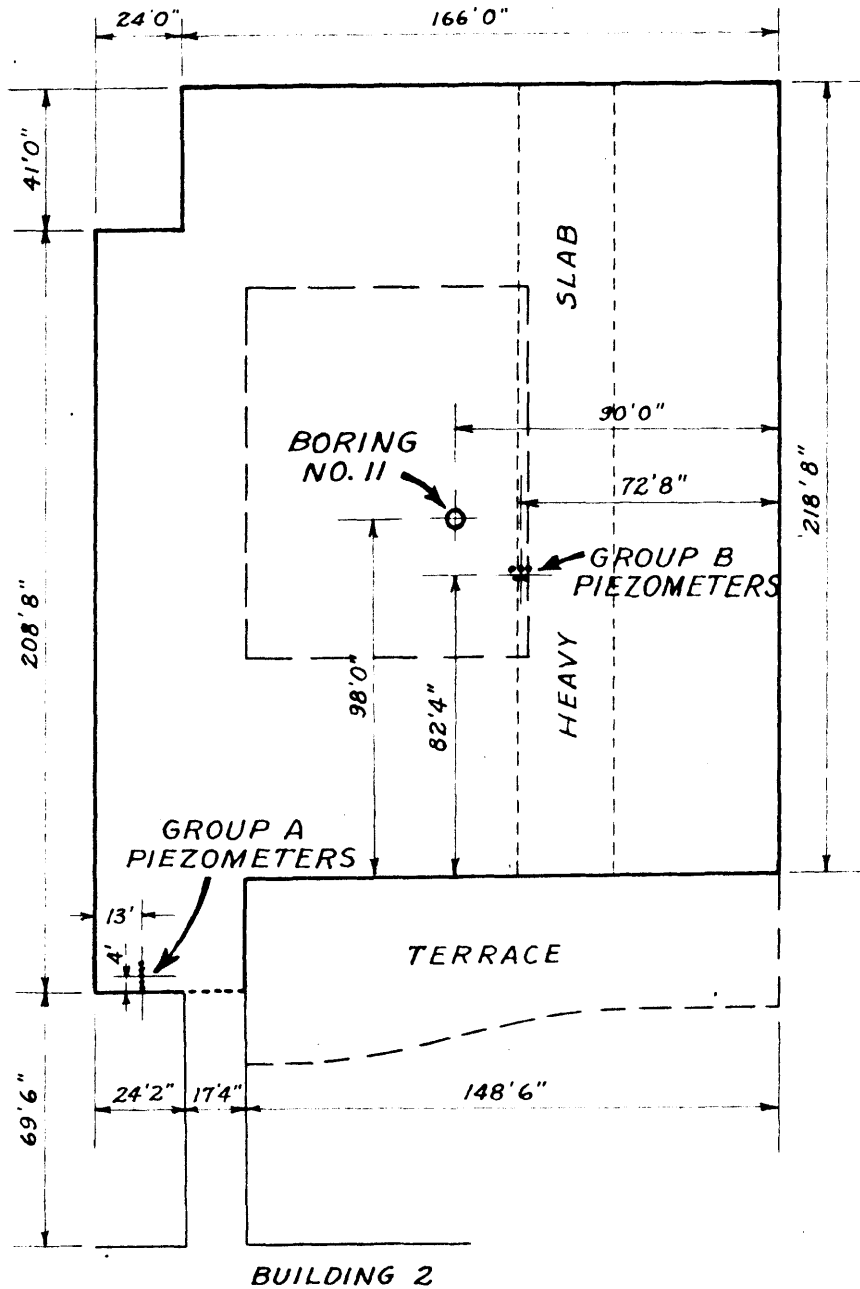 24'0"
166'0"
41'0"
SLAB
90'0"
BORING
NO. 11
72'8"
218'8"
GROUP B
PIEZOMETERS
208'8"
98'0"
82'4"
HEAVY
GROUP A
PIEZOMETERS
13'
4'
TERRACE
69'6"
24'2"
17'4"
148'6"
BUILDING 2